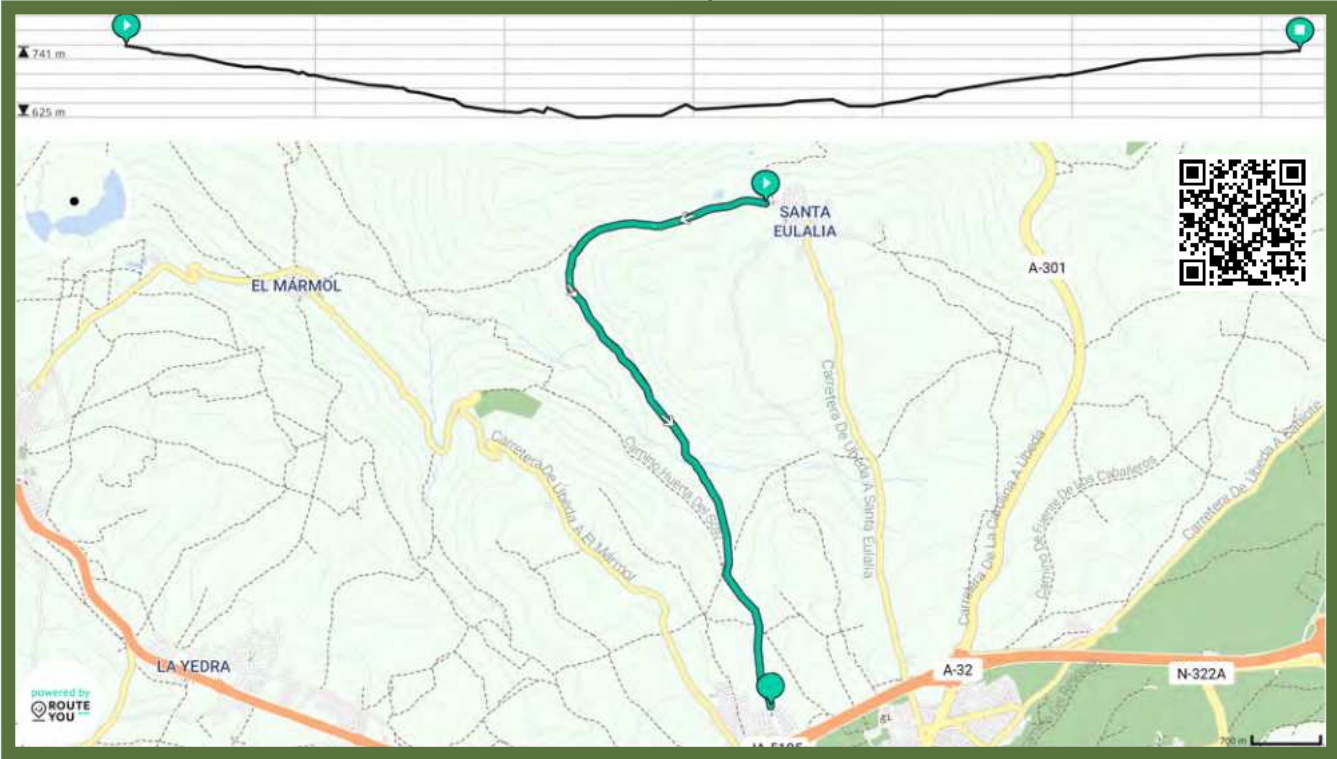 741 m
625 m
SANTA
EULALIA
A-301
EL MÁRMOL
Carretera De Úbeda A Santa Eulalia
Carretera De Úbeda A El Mármol
Camino Huerta Del
Carretera De La Carolina A Úbeda
Camino De Fuente De Los Caballeros
Carretera De Úbeda A
LA YEDRA
A-32
N-322A
powered by
ROUTE
YOU
700 m